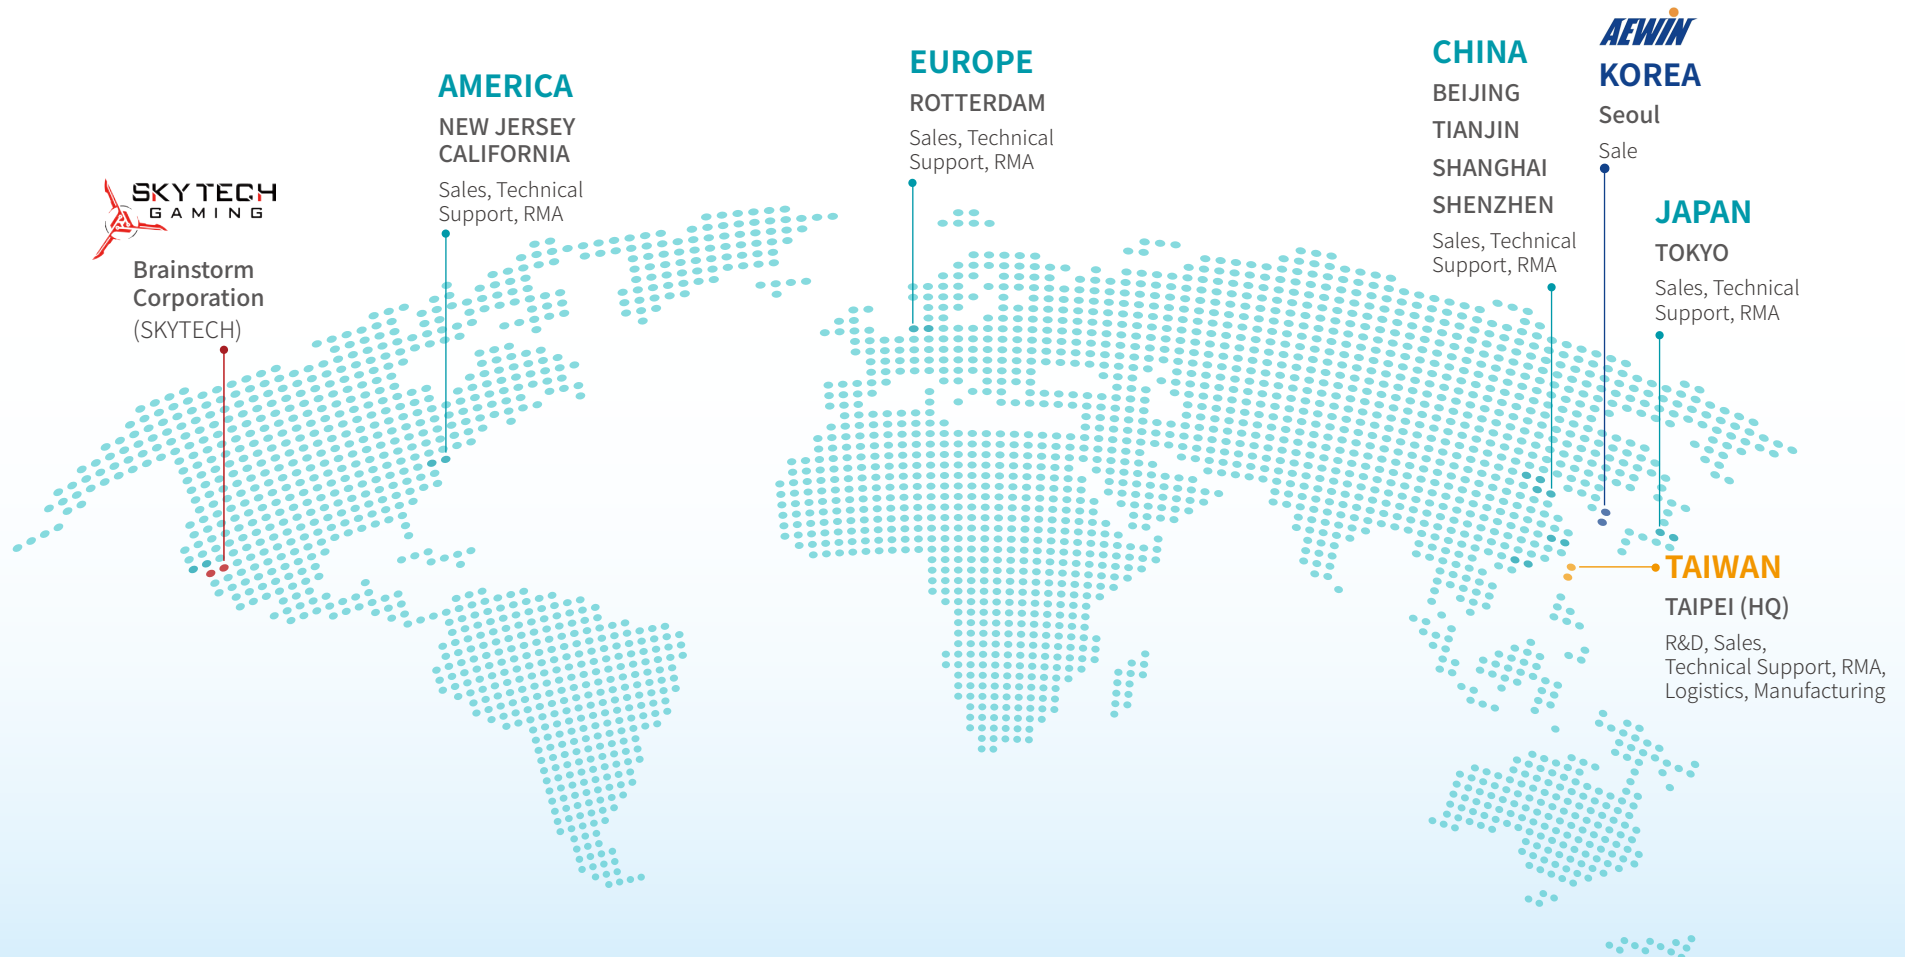 SKYTECH
GAMING
Brainstorm
Corporation
(SKYTECH)
AMERICA
NEW JERSEY
CALIFORNIA
Sales, Technical
Support, RMA
EUROPE
ROTTERDAM
Sales, Technical
Support, RMA
CHINA
BEIJING
TIANJIN
SHANGHAI
SHENZHEN
Sales, Technical
Support, RMA
AEWIN
KOREA
Seoul
Sale
JAPAN
TOKYO
Sales, Technical
Support, RMA
TAIWAN
TAIPEI (HQ)
R&D, Sales,
Technical Support, RMA,
Logistics, Manufacturing